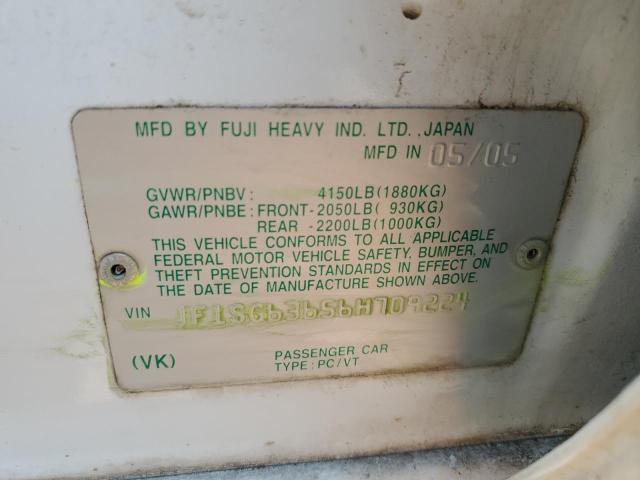 MFD BY FUJI HEAVY IND. LTD., JAPAN
MFD IN 05/05
GVWR/PNBV: 4150LB(1880KG)
GAWR/PNBE: FRONT-2050LB( 930KG)
REAR -2200LB(1000KG)
THIS VEHICLE CONFORMS TO ALL APPLICABLE
FEDERAL MOTOR VEHICLE SAFETY, BUMPER, AND
THEFT PREVENTION STANDARDS IN EFFECT ON
THE DATE OF MANUFACTURE SHOWN ABOVE.
VIN JF1SG63656H709224
(VK) PASSENGER CAR
TYPE: PC/VT